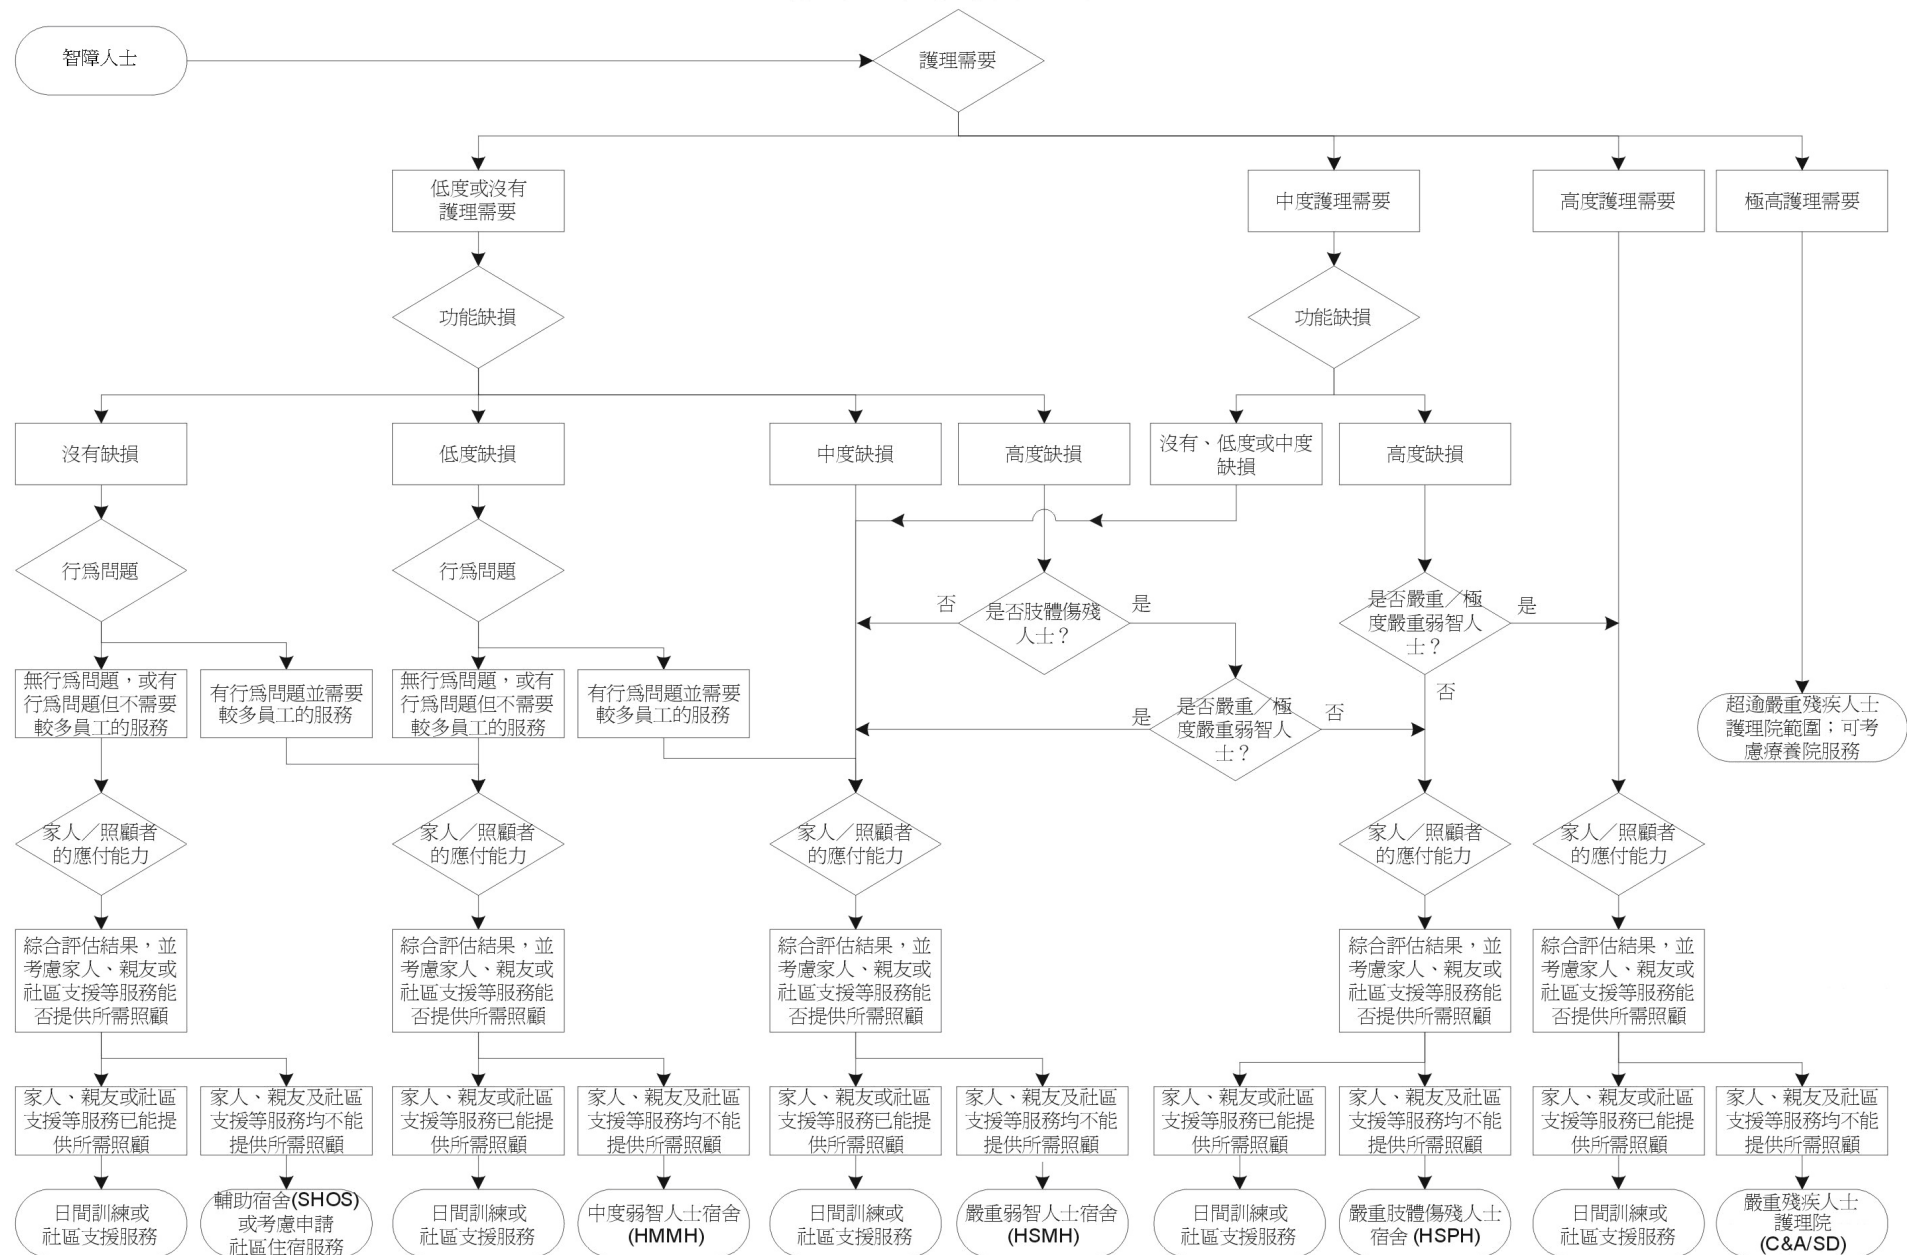 智障人士
護理需要
低度或沒有
護理需要
中度護理需要
高度護理需要
極高護理需要
功能缺損
功能缺損
沒有缺損
低度缺損
中度缺損
高度缺損
沒有、低度或中度
缺損
高度缺損
行爲問題
行爲問題
否
是否肢體傷殘
人士？
是
是否嚴重／極
度嚴重弱智人
士？
是
否
無行爲問題，或有
行爲問題但不需要
較多員工的服務
有行爲問題並需要
較多員工的服務
無行爲問題，或有
行爲問題但不需要
較多員工的服務
有行爲問題並需要
較多員工的服務
是
是否嚴重／極
度嚴重弱智人
士？
否
超逾嚴重殘疾人士
護理院範圍；可考
慮療養院服務
家人／照顧者
的應付能力
家人／照顧者
的應付能力
家人／照顧者
的應付能力
家人／照顧者
的應付能力
家人／照顧者
的應付能力
綜合評估結果，並
考慮家人、親友或
社區支援等服務能
否提供所需照顧
綜合評估結果，並
考慮家人、親友或
社區支援等服務能
否提供所需照顧
綜合評估結果，並
考慮家人、親友或
社區支援等服務能
否提供所需照顧
綜合評估結果，並
考慮家人、親友或
社區支援等服務能
否提供所需照顧
綜合評估結果，並
考慮家人、親友或
社區支援等服務能
否提供所需照顧
家人、親友或社區
支援等服務已能提
供所需照顧
家人、親友及社區
支援等服務均不能
提供所需照顧
家人、親友或社區
支援等服務已能提
供所需照顧
家人、親友及社區
支援等服務均不能
提供所需照顧
家人、親友或社區
支援等服務已能提
供所需照顧
家人、親友及社區
支援等服務均不能
提供所需照顧
家人、親友或社區
支援等服務已能提
供所需照顧
家人、親友及社區
支援等服務均不能
提供所需照顧
家人、親友或社區
支援等服務已能提
供所需照顧
家人、親友及社區
支援等服務均不能
提供所需照顧
日間訓練或
社區支援服務
輔助宿舍(SHOS)
或考慮申請
社區住宿服務
日間訓練或
社區支援服務
中度弱智人士宿舍
(HMMH)
日間訓練或
社區支援服務
嚴重弱智人士宿舍
(HSMH)
日間訓練或
社區支援服務
嚴重肢體傷殘人士
宿舍 (HSPH)
日間訓練或
社區支援服務
嚴重殘疾人士
護理院
(C&A/SD)